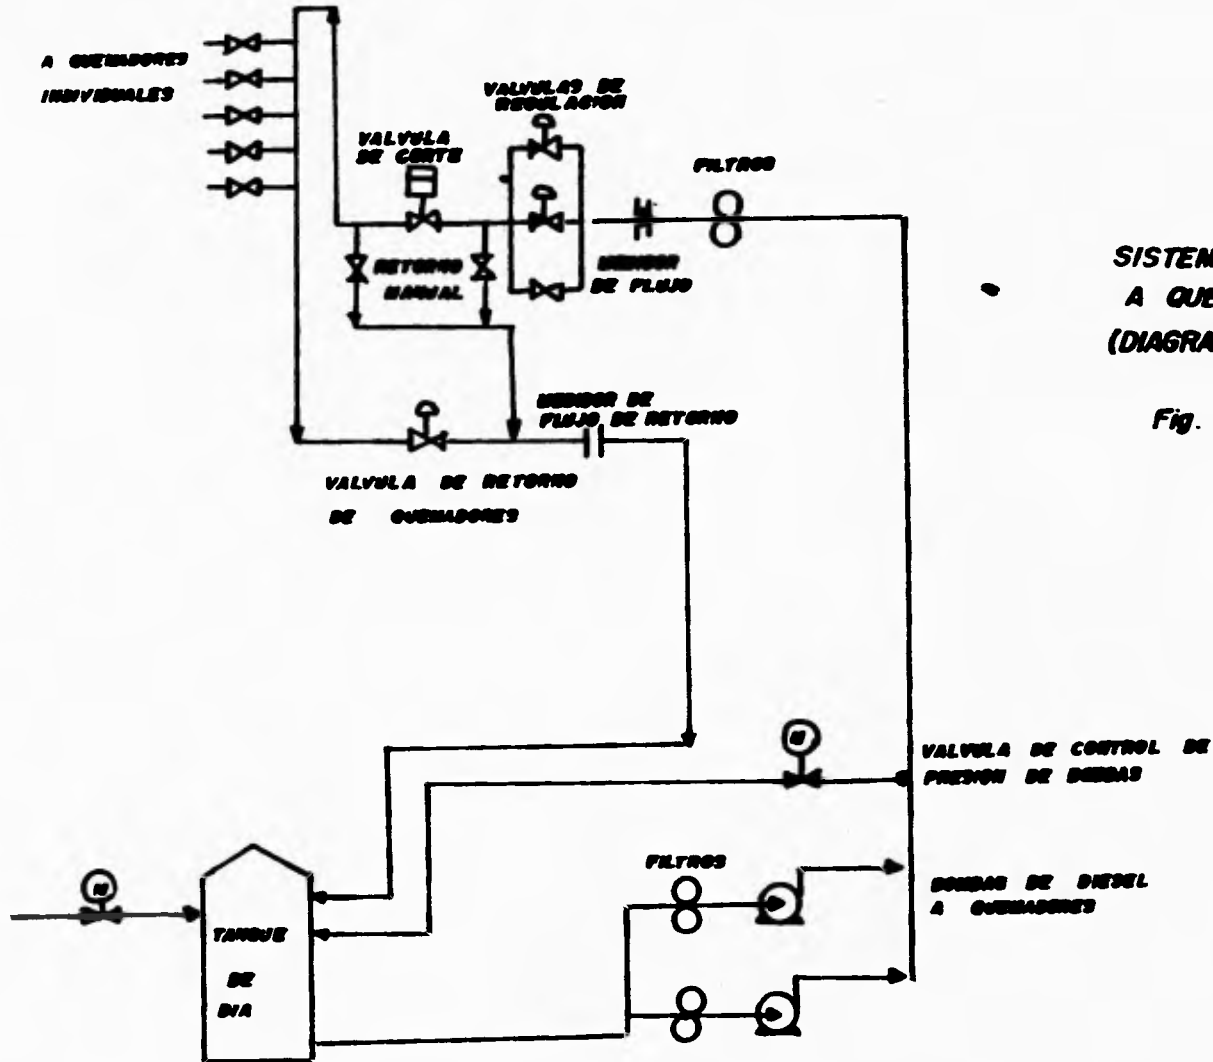 A QUEMADORES
INDIVIDUALES
VALVULA
DE CORTE
VALVULAS DE
REGULACION
FILTROS
RETORNO
MANUAL
MEDIDOR
DE FLUJO
SISTEM
A QUE
(DIAGRA
Fig.
MEDIDOR DE
FLUJO DE RETORNO
VALVULA DE RETORNO
DE QUEMADORES
VALVULA DE CONTROL DE
PRESION DE BOMBAS
FILTROS
BOMBAS DE DIESEL
A QUEMADORES
TANQUE
DE
DIA